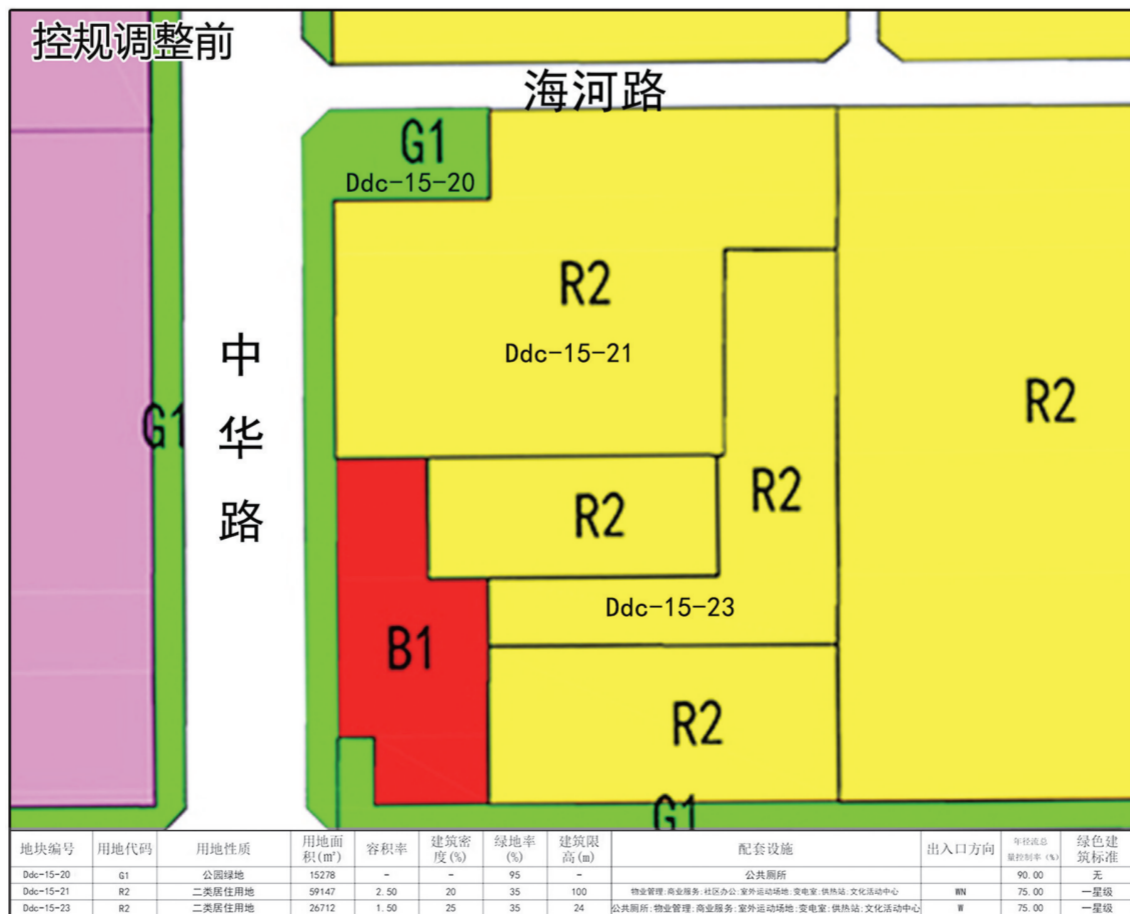 控规调整前
海河路
G1
Ddc-15-20
R2
Ddc-15-21
中
华
路
G1
R2
R2
R2
Ddc-15-23
B1
R2
G1
地块编号 用地代码 用地性质 用地面积(㎡) 容积率 建筑密度(%) 绿地率(%) 建筑限高(m) 配套设施 出入口方向 年径流总量控制率(%) 绿色建筑标准
Ddc-15-20 G1 公园绿地 15278 - - 95 - 公共厕所 90.00 无
Ddc-15-21 R2 二类居住用地 59147 2.50 20 35 100 物业管理;商业服务;社区办公;室外运动场地;变电室;供热站;文化活动中心 WN 75.00 一星级
Ddc-15-23 R2 二类居住用地 26712 1.50 25 35 24 公共厕所;物业管理;商业服务;室外运动场地;变电室;供热站;文化活动中心 W 75.00 一星级